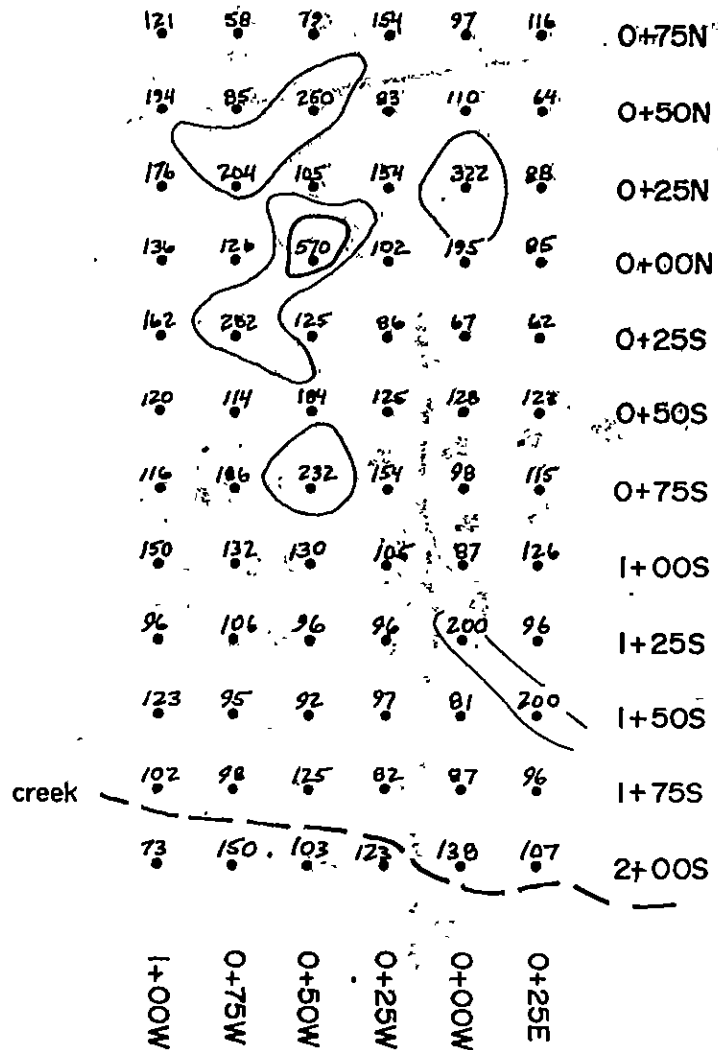 121 58 79 154 97 116 0+75N
194 85 260 83 110 64 0+50N
176 204 105 154 322 88 0+25N
136 126 570 102 195 85 0+00N
162 282 125 86 67 62 0+25S
120 114 184 125 128 128 0+50S
116 186 232 154 98 115 0+75S
150 132 130 105 87 126 1+00S
96 106 96 96 200 96 1+25S
123 95 92 97 81 200 1+50S
creek 102 98 125 82 87 96 1+75S
73 150 103 123 138 107 2+00S
1+00W 0+75W 0+50W 0+25W 0+00W 0+25E